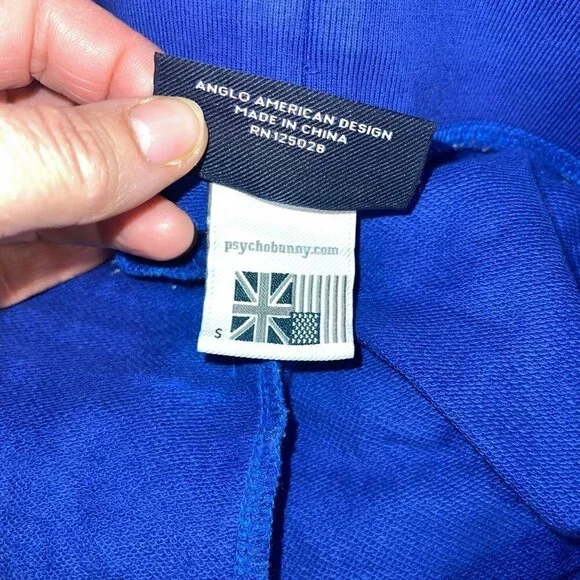 ANGLO AMERICAN DESIGN
MADE IN CHINA
RN125028
psychobunny.com
S